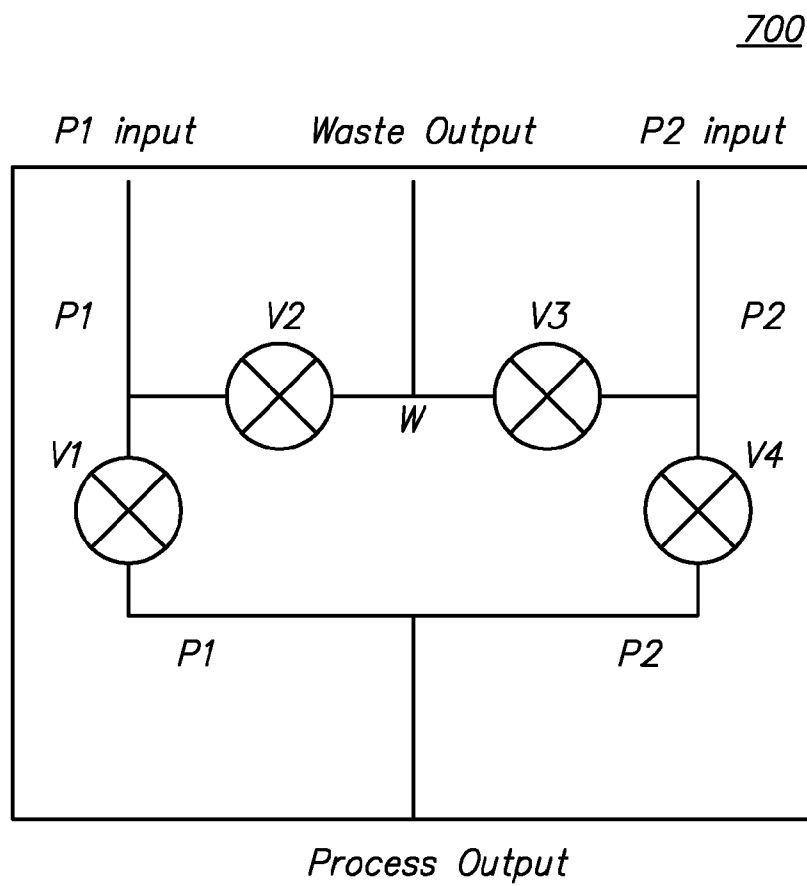 700
P1 input Waste Output P2 input
P1 V2 V3 P2
W
V1 V4
P1 P2
Process Output